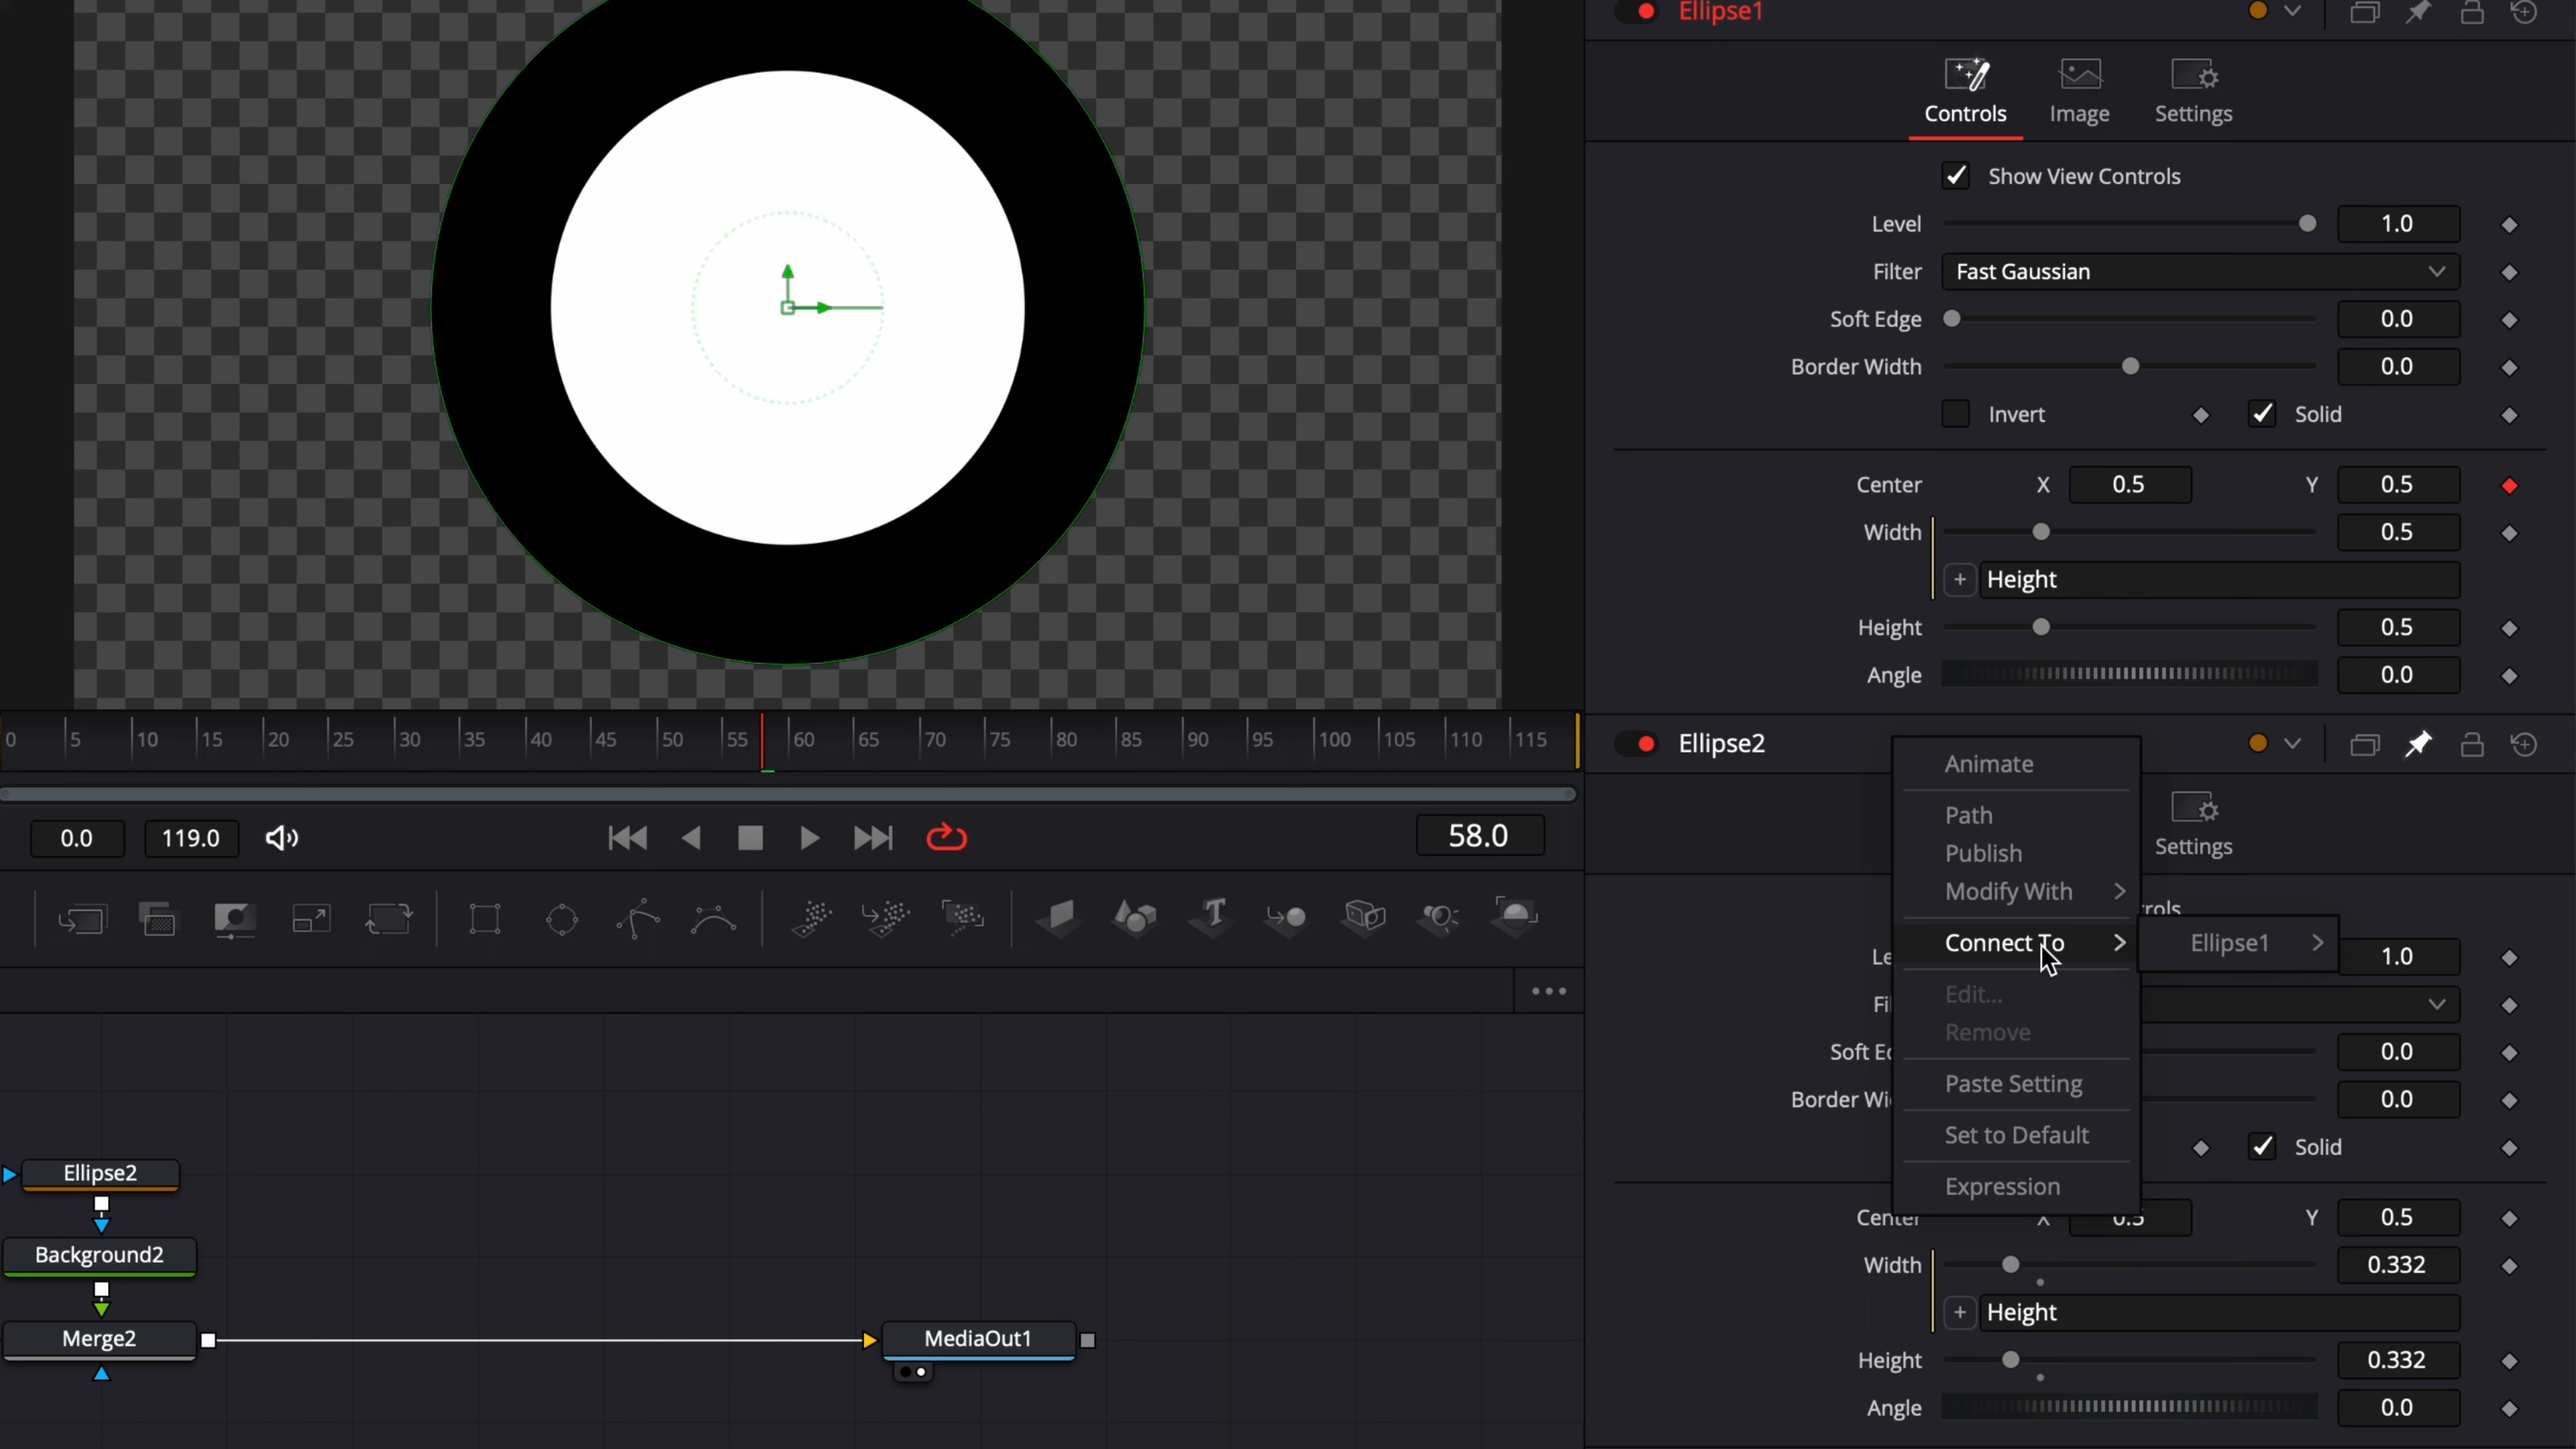 Ellipse1
Controls
Image
Settings
Show View Controls
Level 1.0
Filter Fast Gaussian
Soft Edge 0.0
Border Width 0.0
Invert Solid
Center X 0.5 Y 0.5
Width 0.5
+ Height
Height 0.5
Angle 0.0
0 5 10 15 20 25 30 35 40 45 50 55 60 65 70 75 80 85 90 95 100 105 110 115
0.0 119.0 58.0
Ellipse2
Background2
Merge2
MediaOut1
Ellipse2
Settings
Animate
Path
Publish
Modify With
Connect To
Ellipse1
Edit...
Remove
Paste Setting
Set to Default
Expression
1.0
0.0
0.0
Solid
Center X 0.5 Y 0.5
Width 0.332
+ Height
Height 0.332
Angle 0.0